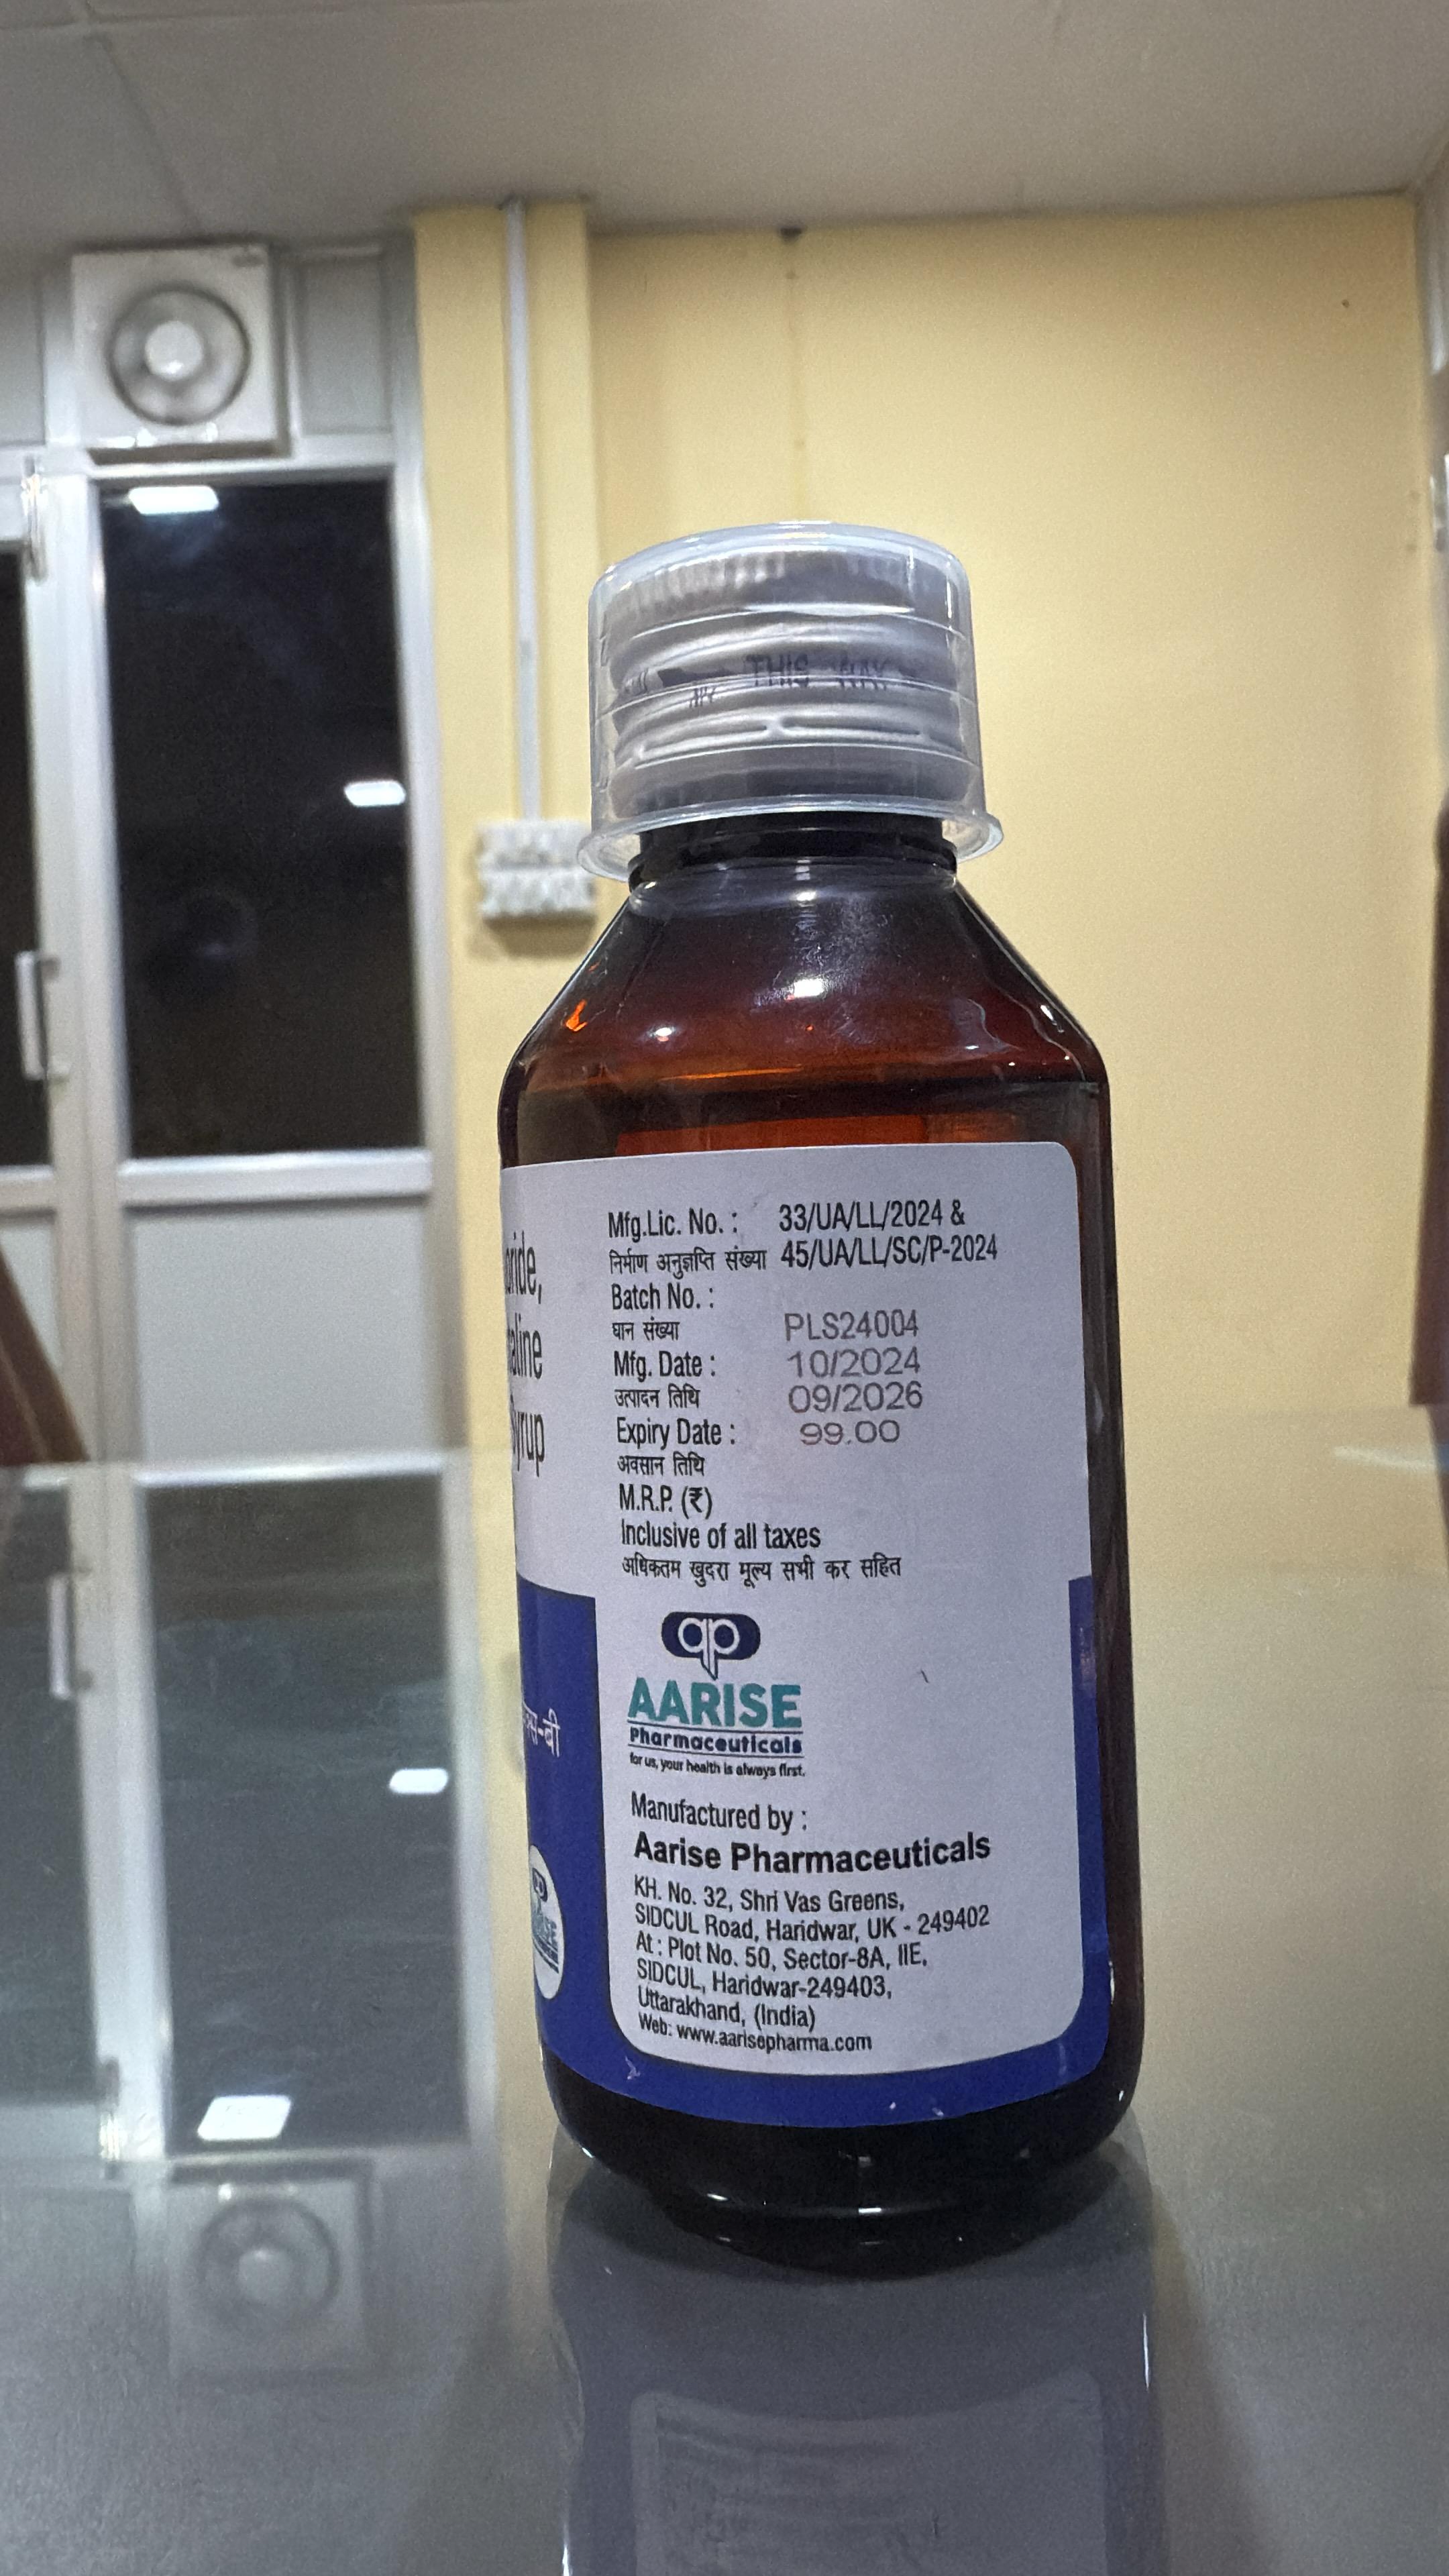 THIS WAY
oride,
taline
Syrup
क्स-बी
Mfg.Lic. No. : 33/UA/LL/2024 &
निर्माण अनुज्ञप्ति संख्या 45/UA/LL/SC/P-2024
Batch No. :
घान संख्या PLS24004
Mfg. Date : 10/2024
उत्पादन तिथि 09/2026
Expiry Date : 99.00
अवसान तिथि
M.R.P. (₹)
Inclusive of all taxes
अधिकतम खुदरा मूल्य सभी कर सहित
ap
AARISE
Pharmaceuticals
for us, your health is always first.
Manufactured by :
Aarise Pharmaceuticals
KH. No. 32, Shri Vas Greens,
SIDCUL Road, Haridwar, UK - 249402
At : Plot No. 50, Sector-8A, IIE,
SIDCUL, Haridwar-249403,
Uttarakhand, (India)
Web: www.aarisepharma.com